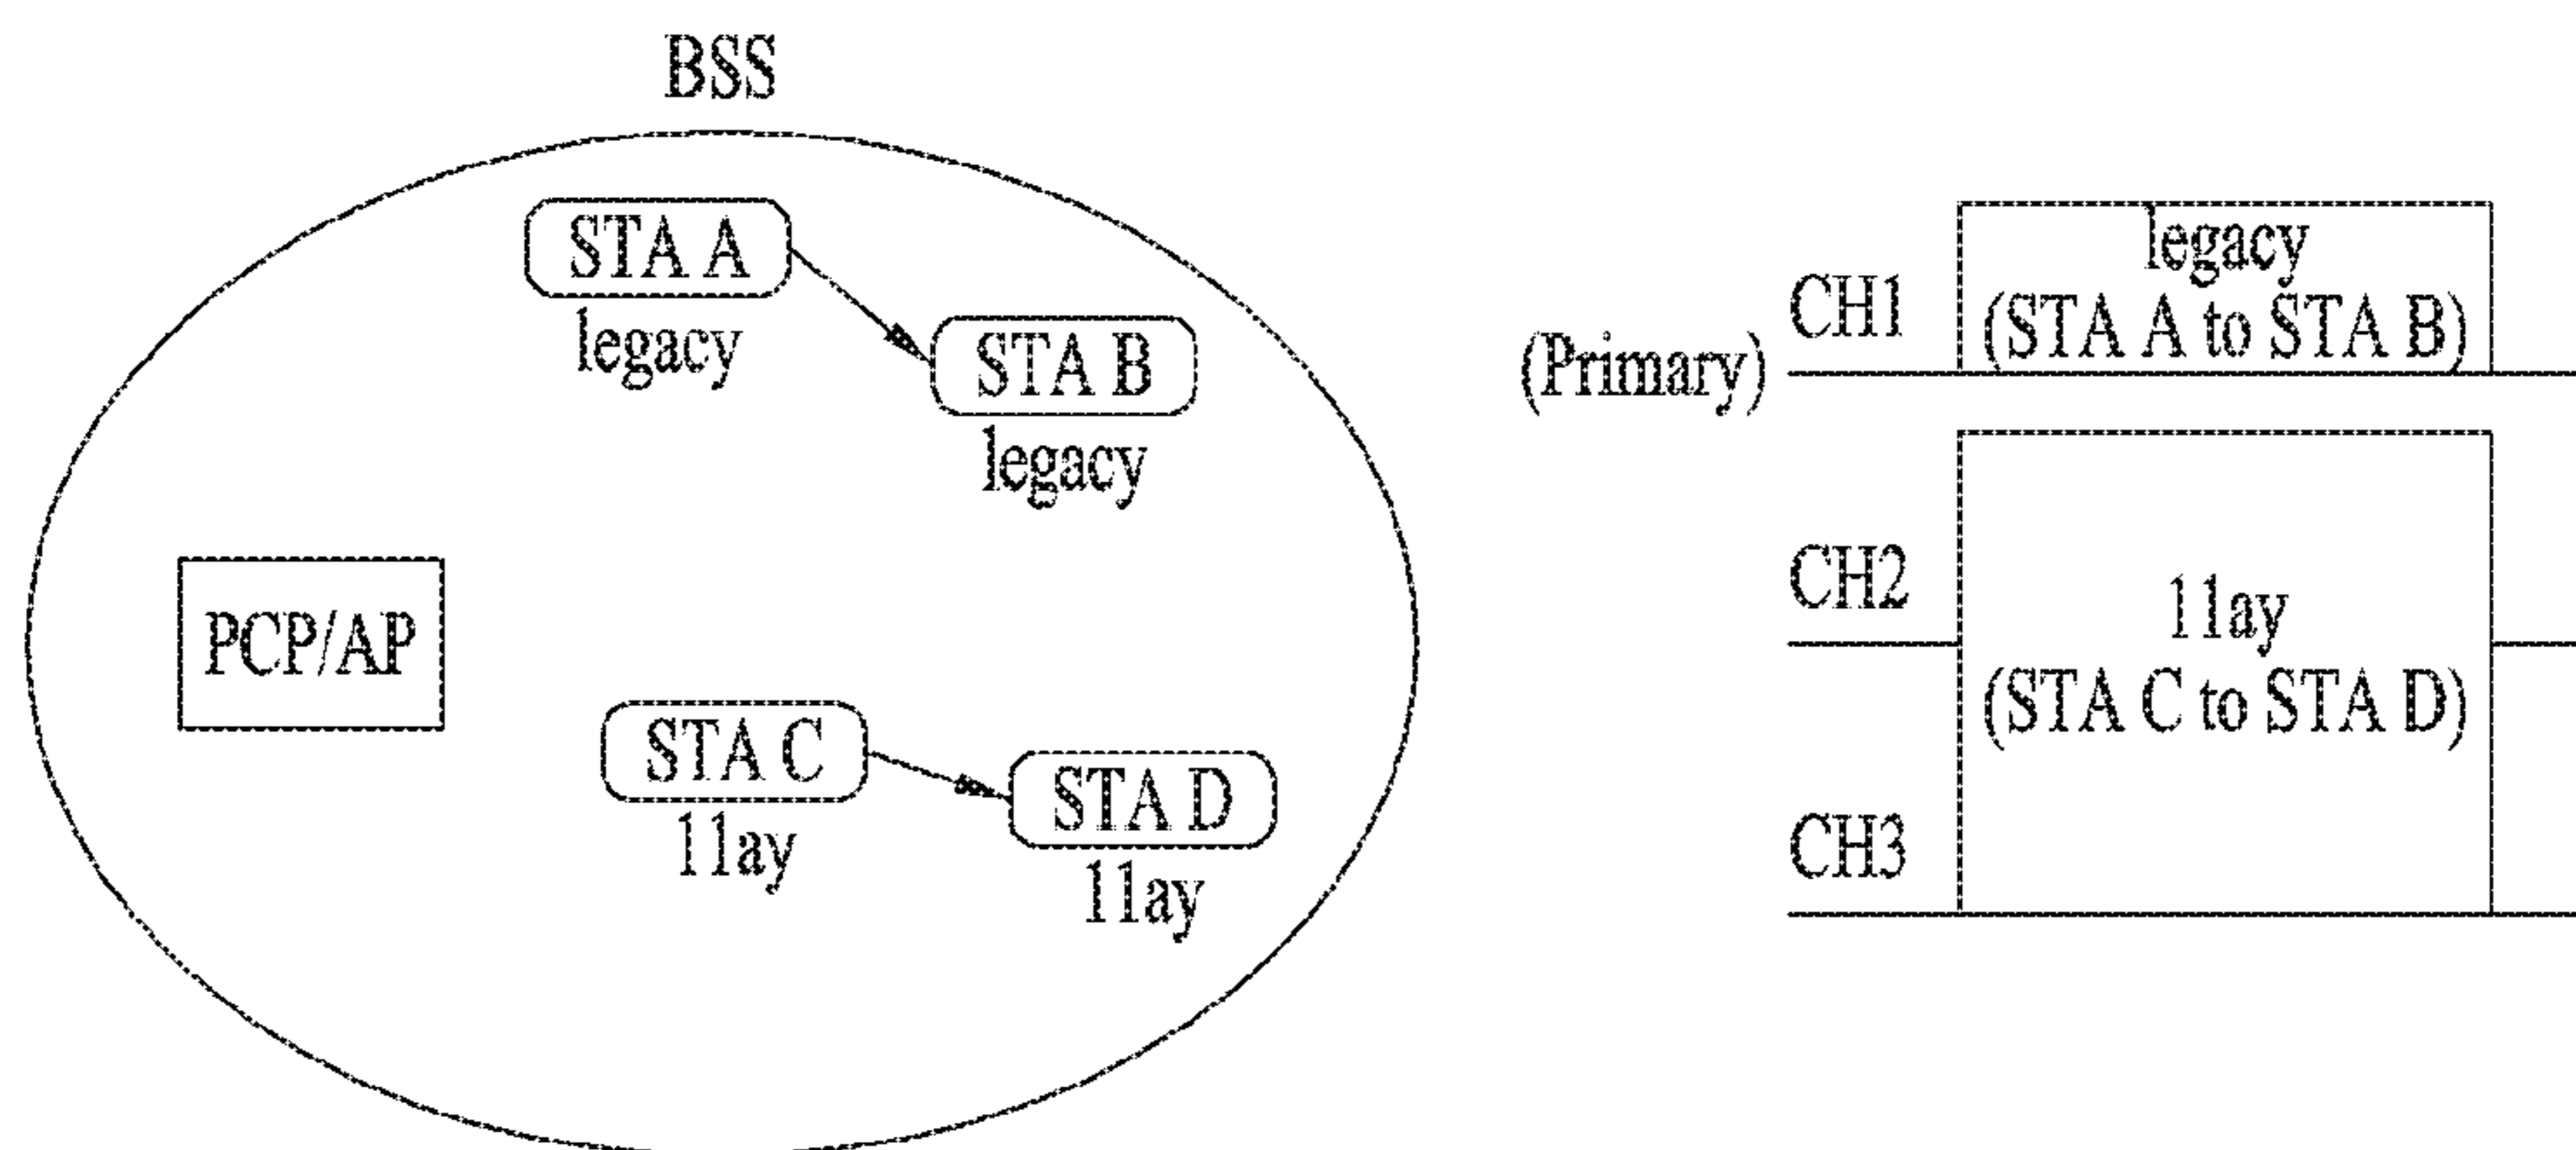 BSS
STA A
legacy
STA B
legacy
PCP/AP
STA C
11ay
STA D
11ay
(Primary)
CH1
legacy
(STA A to STA B)
CH2
11ay
(STA C to STA D)
CH3